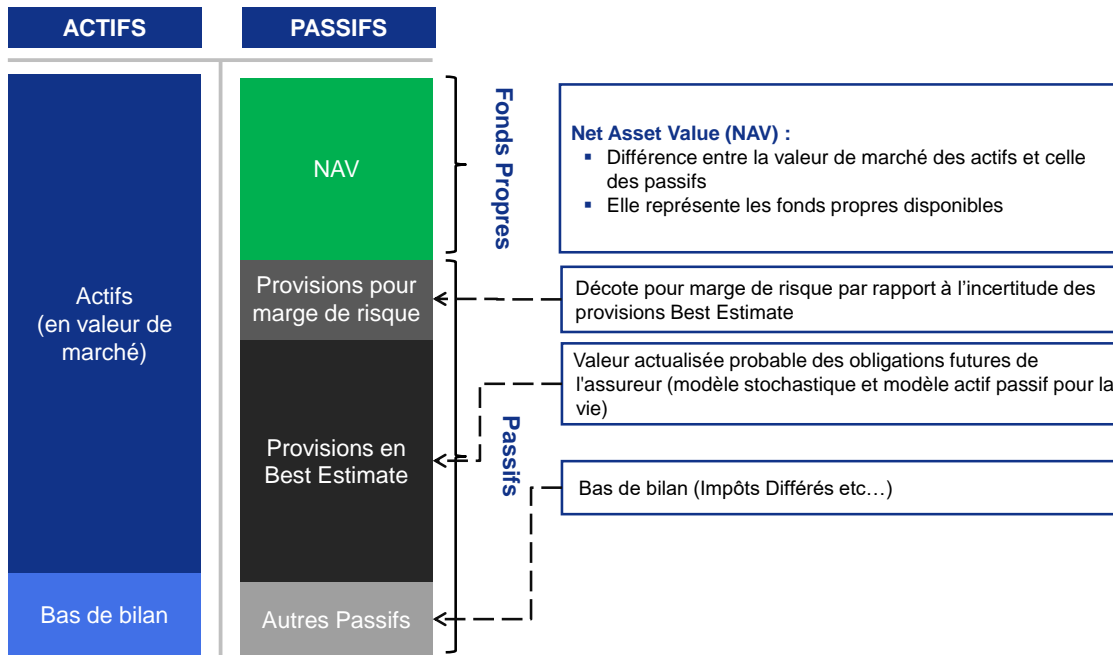 ACTIFS
PASSIFS
Actifs
(en valeur de
marché)
Bas de bilan
NAV
Provisions pour
marge de risque
Provisions en
Best Estimate
Autres Passifs
Fonds Propres
Passifs
Net Asset Value (NAV) :
▪ Différence entre la valeur de marché des actifs et celle
des passifs
▪ Elle représente les fonds propres disponibles
Décote pour marge de risque par rapport à l'incertitude des
provisions Best Estimate
Valeur actualisée probable des obligations futures de
l'assureur (modèle stochastique et modèle actif passif pour la
vie)
Bas de bilan (Impôts Différés etc…)